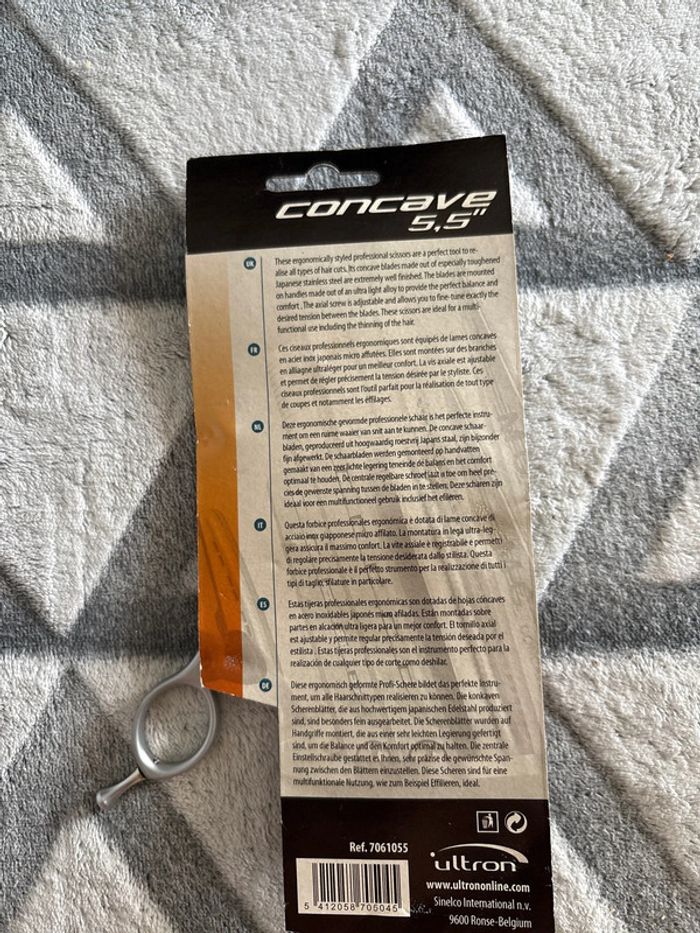 concave
5,5"
UK
These ergonomically styled professional scissors are a perfect tool to re-
alise all types of hair cuts. Its concave blades made out of especially toughened
Japanese stainless steel are extremely well finished. The blades are mounted
on handles made out of an ultra light alloy to provide the perfect balance and
comfort . The axial screw is adjustable and allows you to fine-tune exactly the
desired tension between the blades. These scissors are ideal for a multi-
functional use including the thinning of the hair.
FR
Ces ciseaux professionnels ergonomiques sont équipés de lames concaves
en acier inox japonais micro affutées. Elles sont montées sur des branches
en alliagne ultraléger pour un meilleur confort. La vis axiale est ajustable
et permet de régler précisement la tension désirée par le styliste. Ces
ciseaux professionnels sont l'outil parfait pour la réalisation de tout type
de coupes et notamment les éffilages.
NL
Deze ergonomische gevormde professionele schaar is het perfecte instru-
ment om een ruime waaier van snit aan te kunnen. De concave schaar-
bladen, geproduceerd uit hoogwaardig roestvrij Japans staal, zijn bijzonder
fijn afgewerkt. De schaarbladen werden gemonteerd op handvatten
gemaakt van een zeer lichte legering teneinde de balans en het comfort
optimaal te houden. De centrale regelbare schroef laat u toe om heel pre-
cies de gewenste spanning tussen de bladen in te stellen. Deze scharen zijn
ideaal voor een multifunctioneel gebruik inclusief het efileren.
IT
Questa forbice professionales ergonómica è dotata di lame concave di
acciaio inox giapponese micro affilato. La montatura in lega ultra-leg-
gera assicura il massimo confort. La vite assiale è registrabile e permetti
di regolare precisamente la tensione desiderata dallo stilista. Questa
forbice professionale è il perfetto strumento per la realizzazione di tutti i
tipi di taglio, sfilature in particolare.
ES
Estas tijeras professionales ergonómicas son dotadas de hojas cóncaves
en acero inoxidables japonés micro afiladas. Están montadas sobre
partes en alcación ultra ligera para un mejor confort. El tornillo axial
est ajustable y permite regular precisamente la tensión deseada por el
estilista . Estas tijeras professionales son el instrumento perfecto para la
realización de cualquier tipo de corte como deshilar.
DE
Diese ergonomisch geformte Profi-Schere bildet das perfekte Instru-
ment, um alle Haarschnittypen realisieren zu können. Die konkaven
Scherenblätter, die aus hochwertigem japanischen Edelstahl produziert
sind, sind besonders fein ausgearbeitet. Die Scherenblätter wurden auf
Handgriffe montiert, die aus einer sehr leichten Legierung gefertigt
sind, um die Balance und den Komfort optimal zu halten. Die zentrale
Einstellschraube gestattet es Ihnen, sehr präzise die gewünschte Span-
nung zwischen den Blättern einzustellen. Diese Scheren sind für eine
multifunktionale Nutzung, wie zum Beispiel Effilieren, ideal.
Ref. 7061055
ultron
www.ultrononline.com
Sinelco International n.v.
9600 Ronse-Belgium
5 412058 705045